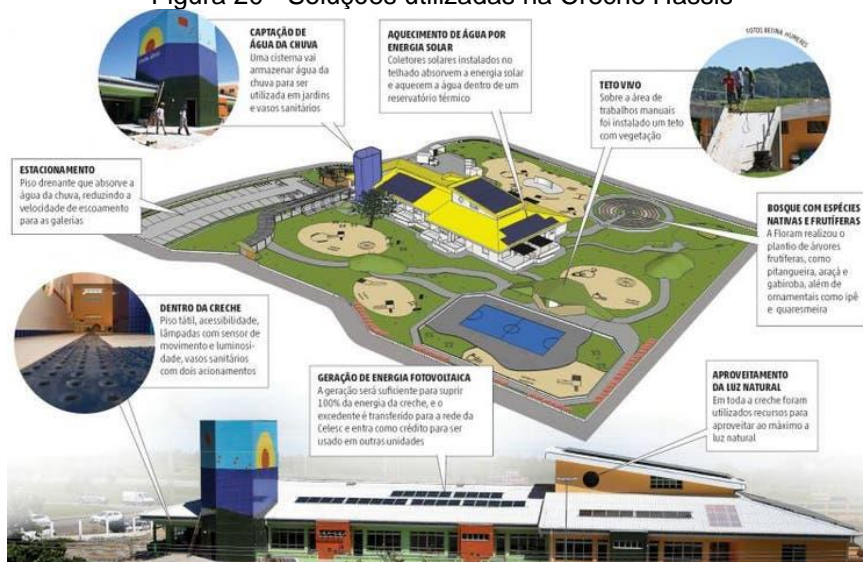 Figura 20 - Soluções utilizadas na Creche Hassis
CAPTAÇÃO DE
ÁGUA DA CHUVA
Uma cisterna vai
armazenar água da
chuva para ser
utilizada em jardins
e vasos sanitários
AQUECIMENTO DE ÁGUA POR
ENERGIA SOLAR
Coletores solares instalados no
telhado absorvem a energia solar
e aquecem a água dentro de um
reservatório térmico
TETO VIVO
Sobre a área de
trabalhos manuais
foi instalado um teto
com vegetação
FOTOS BETINA HUMERES
ESTACIONAMENTO
Piso drenante que absorve a
água da chuva, reduzindo a
velocidade de escoamento
para as galerias
BOSQUE COM ESPÉCIES
NATIVAS E FRUTÍFERAS
A Floram realizou o
plantio de árvores
frutíferas, como
pitangueira, araçá e
gabiroba, além de
ornamentais como ipê
e quaresmeira
DENTRO DA CRECHE
Piso tátil, acessibilidade,
lâmpadas com sensor de
movimento e luminosi-
dade, vasos sanitários
com dois acionamentos
GERAÇÃO DE ENERGIA FOTOVOLTAICA
A geração será suficiente para suprir
100% da energia da creche, e o
excedente é transferido para a rede da
Celesc e entra como crédito para ser
usado em outras unidades
APROVEITAMENTO
DA LUZ NATURAL
Em toda a creche foram
utilizados recursos para
aproveitar ao máximo a
luz natural